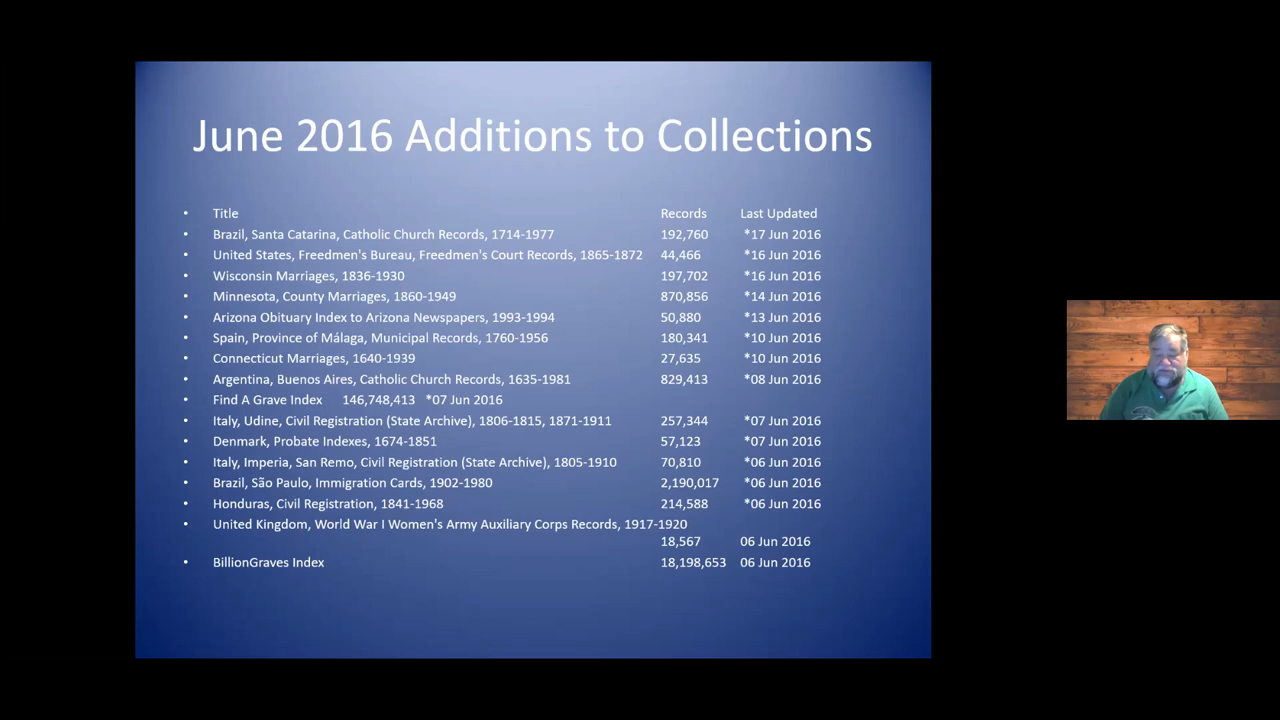 June 2016 Additions to Collections
• Title Records Last Updated
• Brazil, Santa Catarina, Catholic Church Records, 1714-1977 192,760 *17 Jun 2016
• United States, Freedmen's Bureau, Freedmen's Court Records, 1865-1872 44,466 *16 Jun 2016
• Wisconsin Marriages, 1836-1930 197,702 *16 Jun 2016
• Minnesota, County Marriages, 1860-1949 870,856 *14 Jun 2016
• Arizona Obituary Index to Arizona Newspapers, 1993-1994 50,880 *13 Jun 2016
• Spain, Province of Málaga, Municipal Records, 1760-1956 180,341 *10 Jun 2016
• Connecticut Marriages, 1640-1939 27,635 *10 Jun 2016
• Argentina, Buenos Aires, Catholic Church Records, 1635-1981 829,413 *08 Jun 2016
• Find A Grave Index 146,748,413 *07 Jun 2016
• Italy, Udine, Civil Registration (State Archive), 1806-1815, 1871-1911 257,344 *07 Jun 2016
• Denmark, Probate Indexes, 1674-1851 57,123 *07 Jun 2016
• Italy, Imperia, San Remo, Civil Registration (State Archive), 1805-1910 70,810 *06 Jun 2016
• Brazil, São Paulo, Immigration Cards, 1902-1980 2,190,017 *06 Jun 2016
• Honduras, Civil Registration, 1841-1968 214,588 *06 Jun 2016
• United Kingdom, World War I Women's Army Auxiliary Corps Records, 1917-1920
18,567 06 Jun 2016
• BillionGraves Index 18,198,653 06 Jun 2016